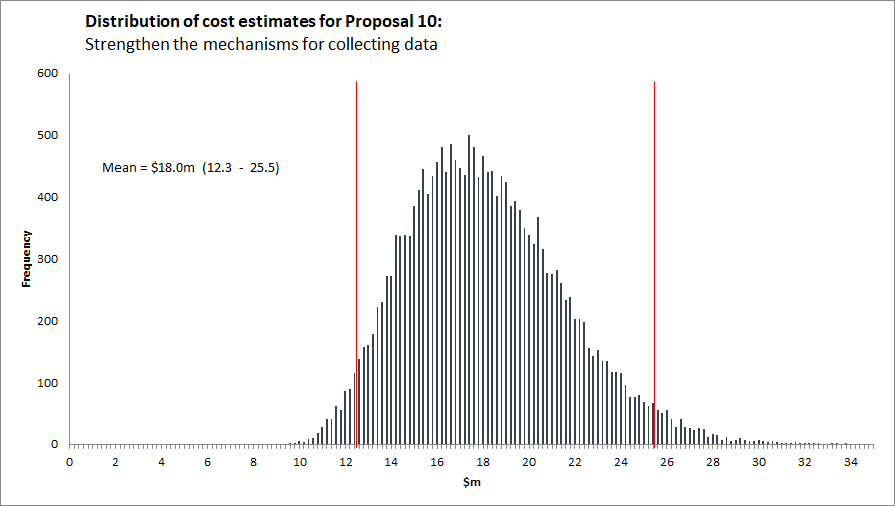 Distribution of cost estimates for Proposal 10:
Strengthen the mechanisms for collecting data
600
500
Mean = $18.0m  (12.3  -  25.5)
400
300
200
100
0
Frequency
0 2 4 6 8 10 12 14 16 18 20 22 24 26 28 30 32 34
$m